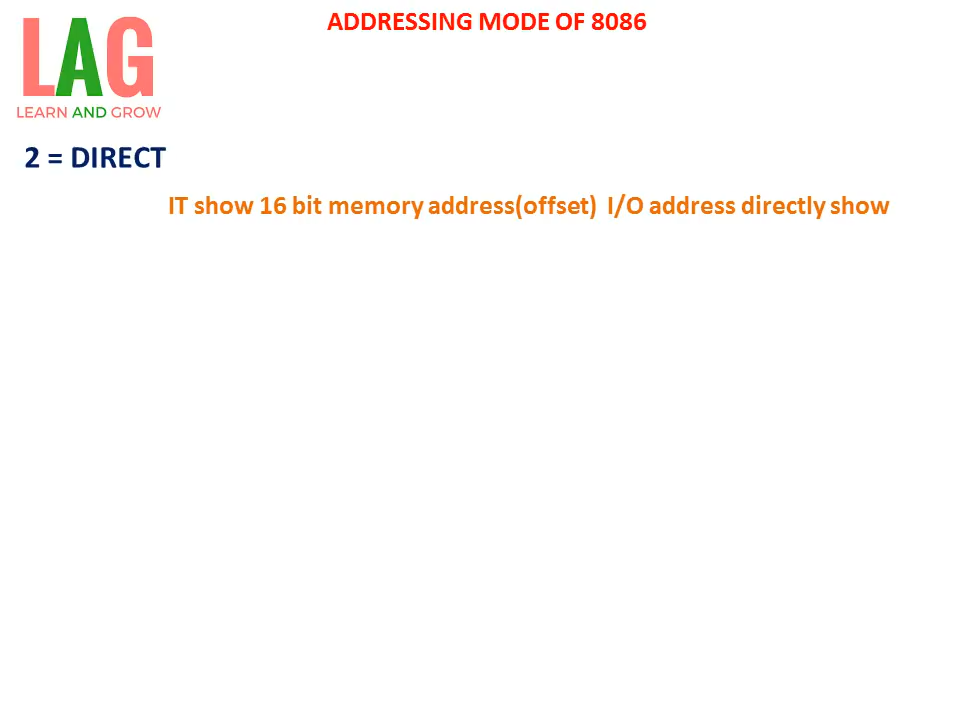 ADDRESSING MODE OF 8086
LAG
LEARN AND GROW
2 = DIRECT
IT show 16 bit memory address(offset) I/O address directly show